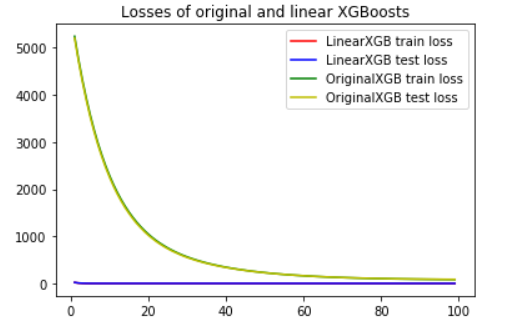 Losses of original and linear XGBoosts
LinearXGB train loss
LinearXGB test loss
OriginalXGB train loss
OriginalXGB test loss
5000
4000
3000
2000
1000
0
0 20 40 60 80 100